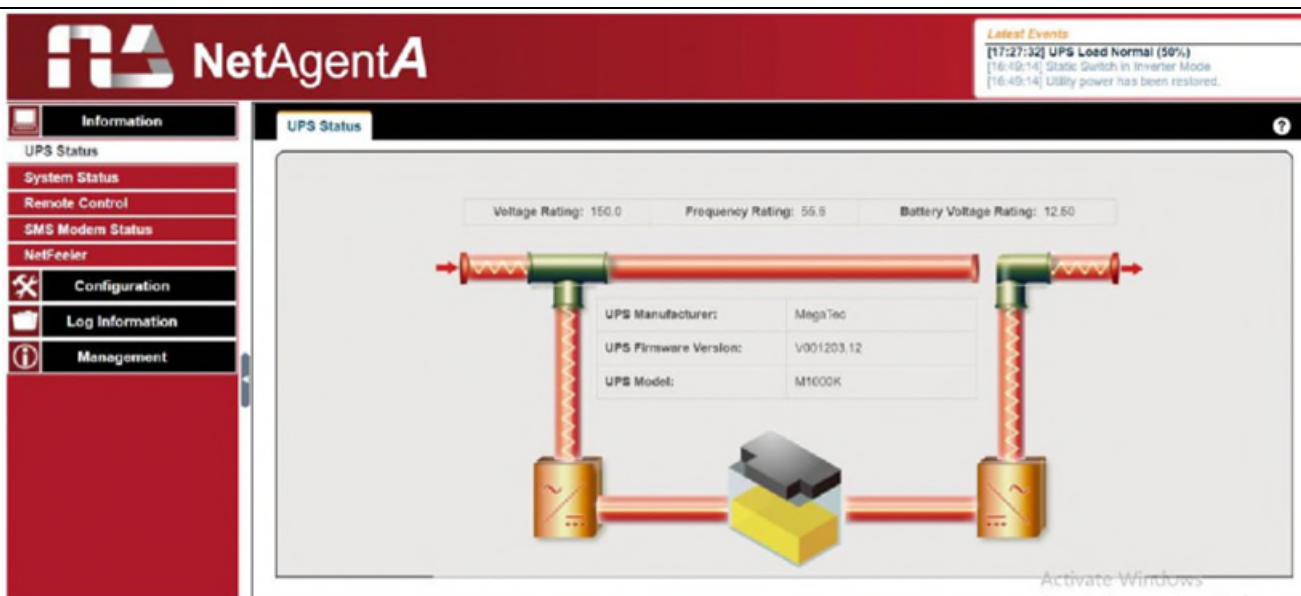 NetAgentA
Latest Events
[17:27:32] UPS Load Normal (50%)
[16:49:14] Static Switch in Inverter Mode
[16:49:14] Utility power has been restored.
Information
UPS Status
System Status
Remote Control
SMS Modem Status
NetFeeler
Configuration
Log Information
Management
UPS Status
?
Voltage Rating: 150.0 Frequency Rating: 55.5 Battery Voltage Rating: 12.50
UPS Manufacturer: MegaTec
UPS Firmware Version: V001203.12
UPS Model: M1000K
Activate Windows